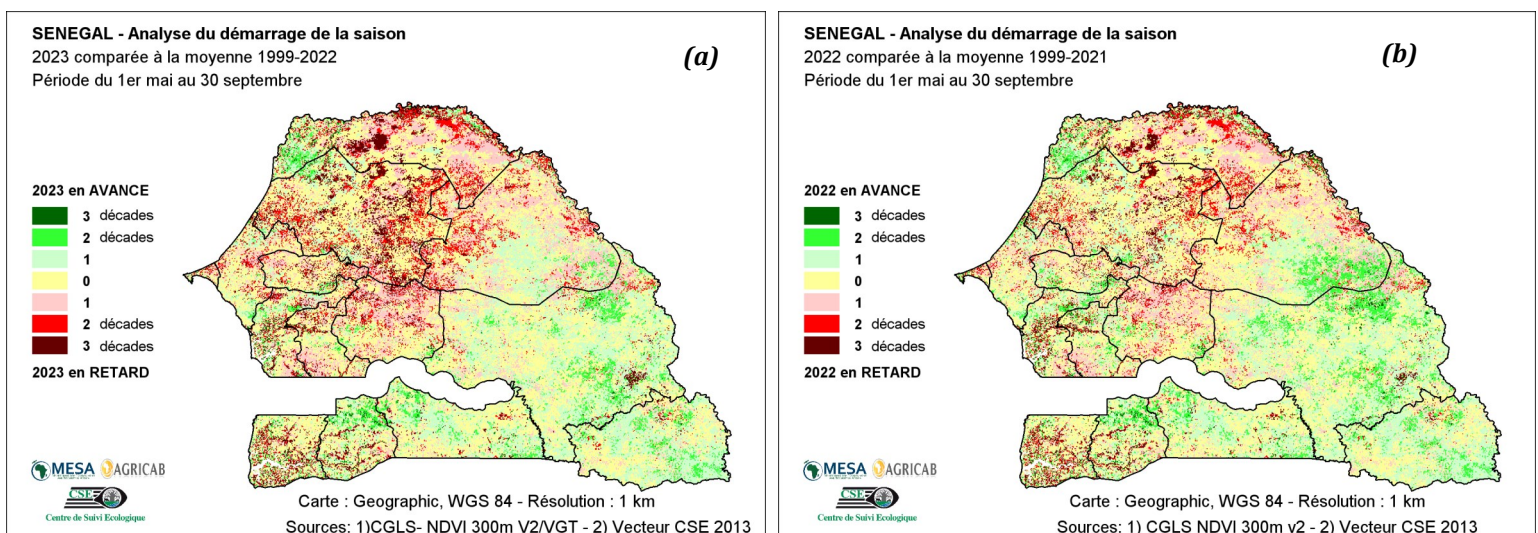 SENEGAL - Analyse du démarrage de la saison
2023 comparée à la moyenne 1999-2022
Période du 1er mai au 30 septembre
(a)
2023 en AVANCE
3 décades
2 décades
1
0
1
2 décades
3 décades
2023 en RETARD
MESA AGRICAB
CSE
Centre de Suivi Ecologique
Carte : Geographic, WGS 84 - Résolution : 1 km
Sources: 1)CGLS- NDVI 300m V2/VGT - 2) Vecteur CSE 2013
SENEGAL - Analyse du démarrage de la saison
2022 comparée à la moyenne 1999-2021
Période du 1er mai au 30 septembre
(b)
2022 en AVANCE
3 décades
2 décades
1
0
1
2 décades
3 décades
2022 en RETARD
MESA AGRICAB
CSE
Centre de Suivi Ecologique
Carte : Geographic, WGS 84 - Résolution : 1 km
Sources: 1) CGLS NDVI 300m v2 - 2) Vecteur CSE 2013